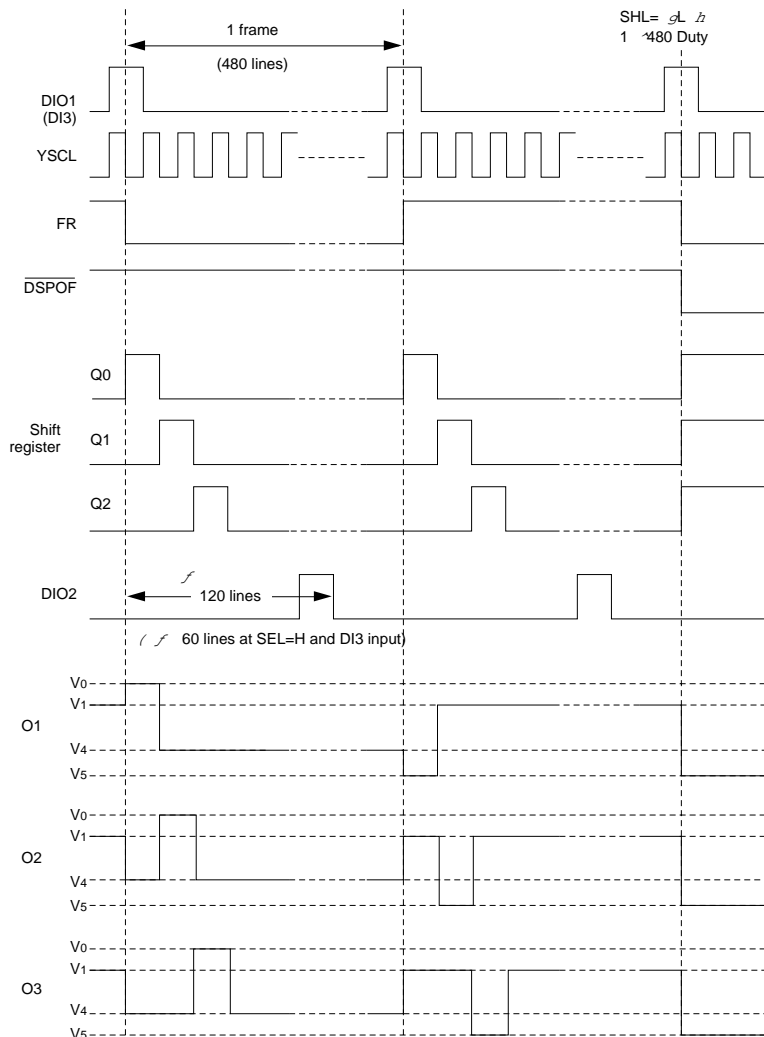 SHL= gL h
1 frame
1 ~480 Duty
(480 lines)
DIO1
(DI3)
YSCL
FR
DSPOF
Q0
Shift
register
Q1
Q2
ƒ
DIO2
120 lines
( ƒ 60 lines at SEL=H and DI3 input)
V0
V1
O1
V4
V5
V0
V1
O2
V4
V5
V0
V1
O3
V4
V5